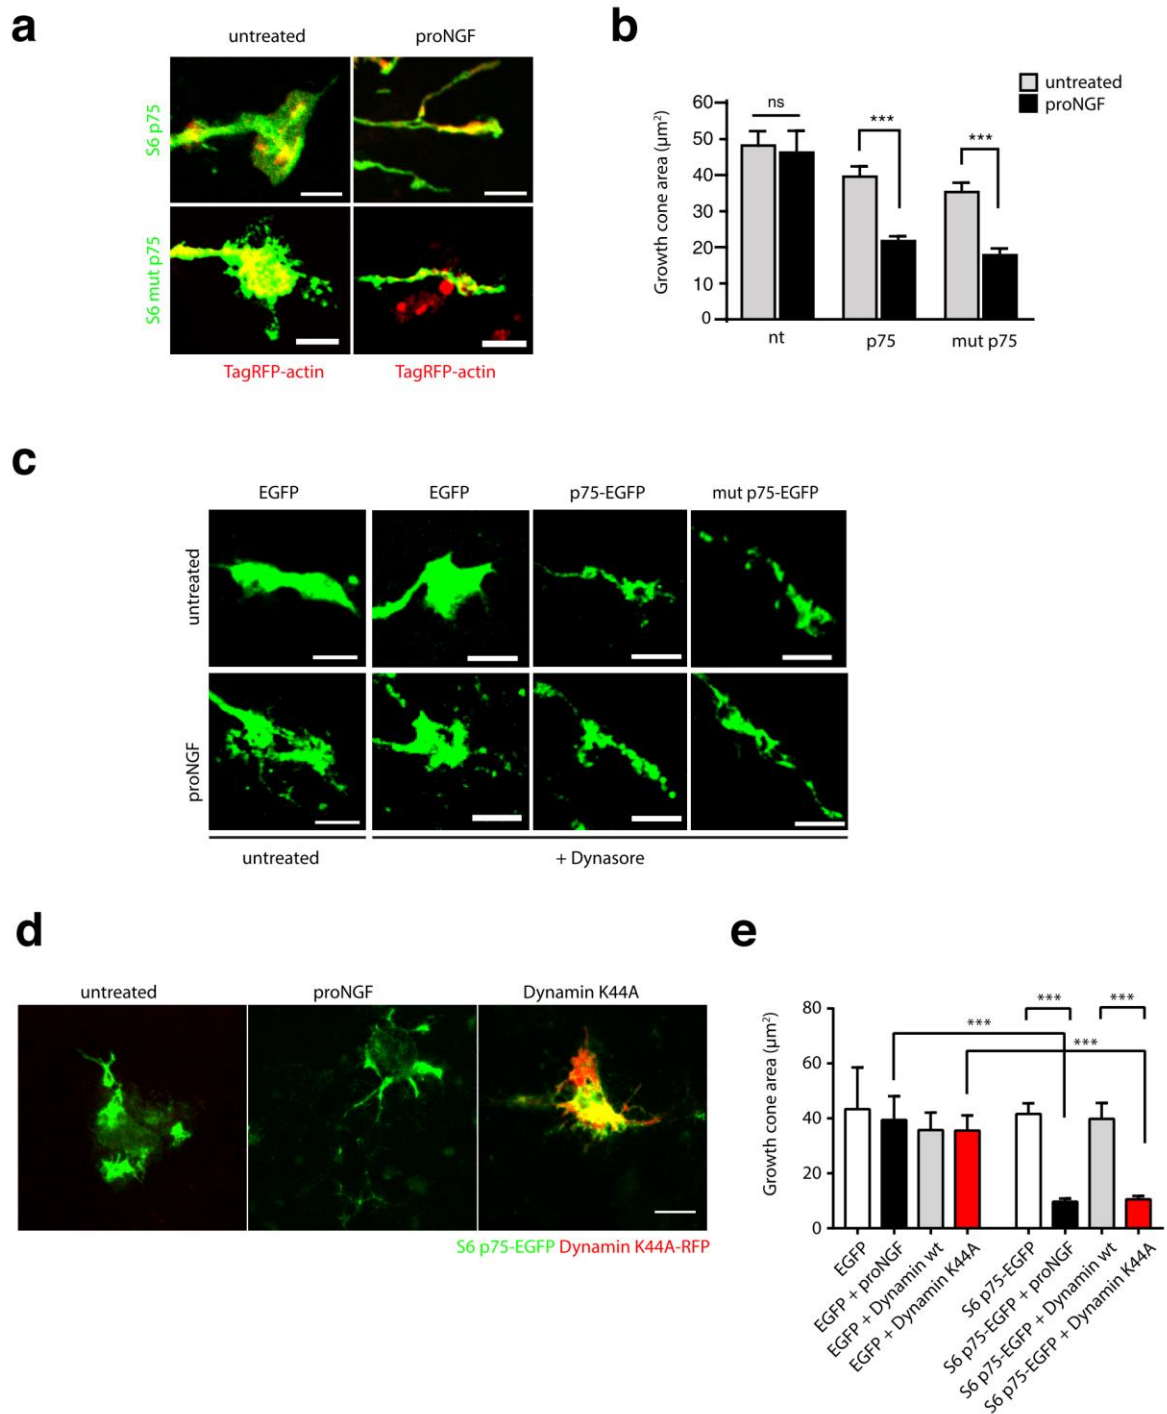 a
untreated proNGF
S6 p75
S6 mut p75
TagRFP-actin TagRFP-actin
b
untreated
proNGF
Growth cone area (µm²)
60
50
40
30
20
10
0
ns
***
***
nt p75 mut p75
c
EGFP EGFP p75-EGFP mut p75-EGFP
untreated
proNGF
untreated + Dynasore
d
untreated proNGF Dynamin K44A
S6 p75-EGFP Dynamin K44A-RFP
e
Growth cone area (µm²)
80
60
40
20
0
*** ***
***
***
EGFP
EGFP + proNGF
EGFP + Dynamin wt
EGFP + Dynamin K44A
S6 p75-EGFP
S6 p75-EGFP + proNGF
S6 p75-EGFP + Dynamin wt
S6 p75-EGFP + Dynamin K44A